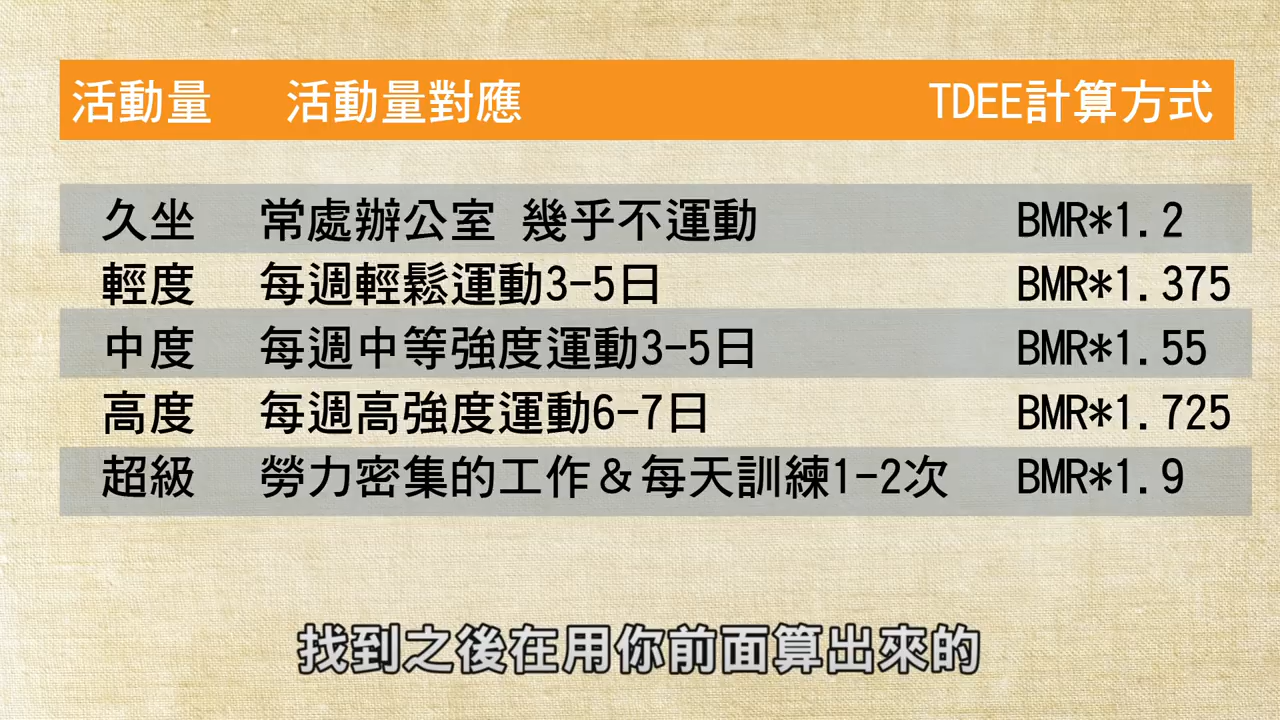 活動量 活動量對應 TDEE計算方式
久坐 常處辦公室 幾乎不運動 BMR*1.2
輕度 每週輕鬆運動3-5日 BMR*1.375
中度 每週中等強度運動3-5日 BMR*1.55
高度 每週高強度運動6-7日 BMR*1.725
超級 勞力密集的工作＆每天訓練1-2次 BMR*1.9
找到之後在用你前面算出來的